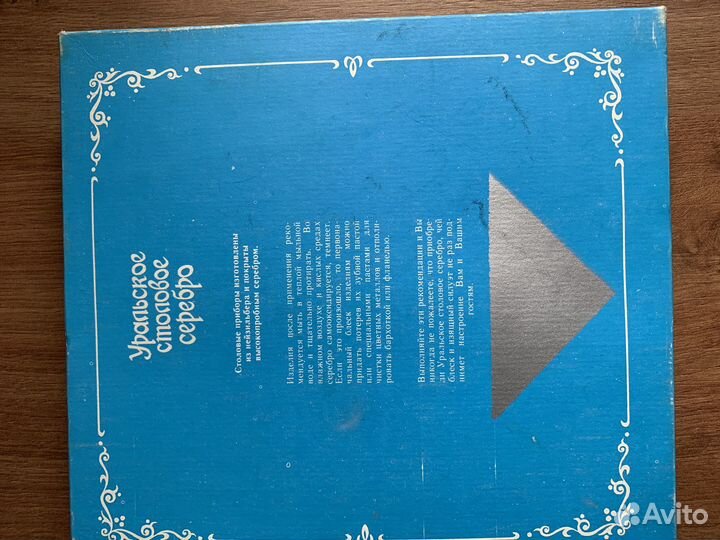 Уральское
столовое
серебро
Столовые приборы изготовлены
из нейзильбера и покрыты
высокопробным серебром.
Изделия после применения реко-
мендуется мыть в теплой мыльной
воде и тщательно протирать. Во
влажном воздухе и кислых средах
серебро самооксидируется, темнеет.
Если это произошло, то первона-
чальный блеск изделиям можно
придать потерев их зубной пастой
или специальными пастами для
чистки цветных металлов и отполи-
ровать бархоткой или фланелью.
Выполняйте эти рекомендации и Вы
никогда не пожалеете, что приобре-
ли Уральское столовое серебро, чей
блеск и изящный силуэт не раз под-
нимет настроение Вам и Вашим
гостям.
Avito